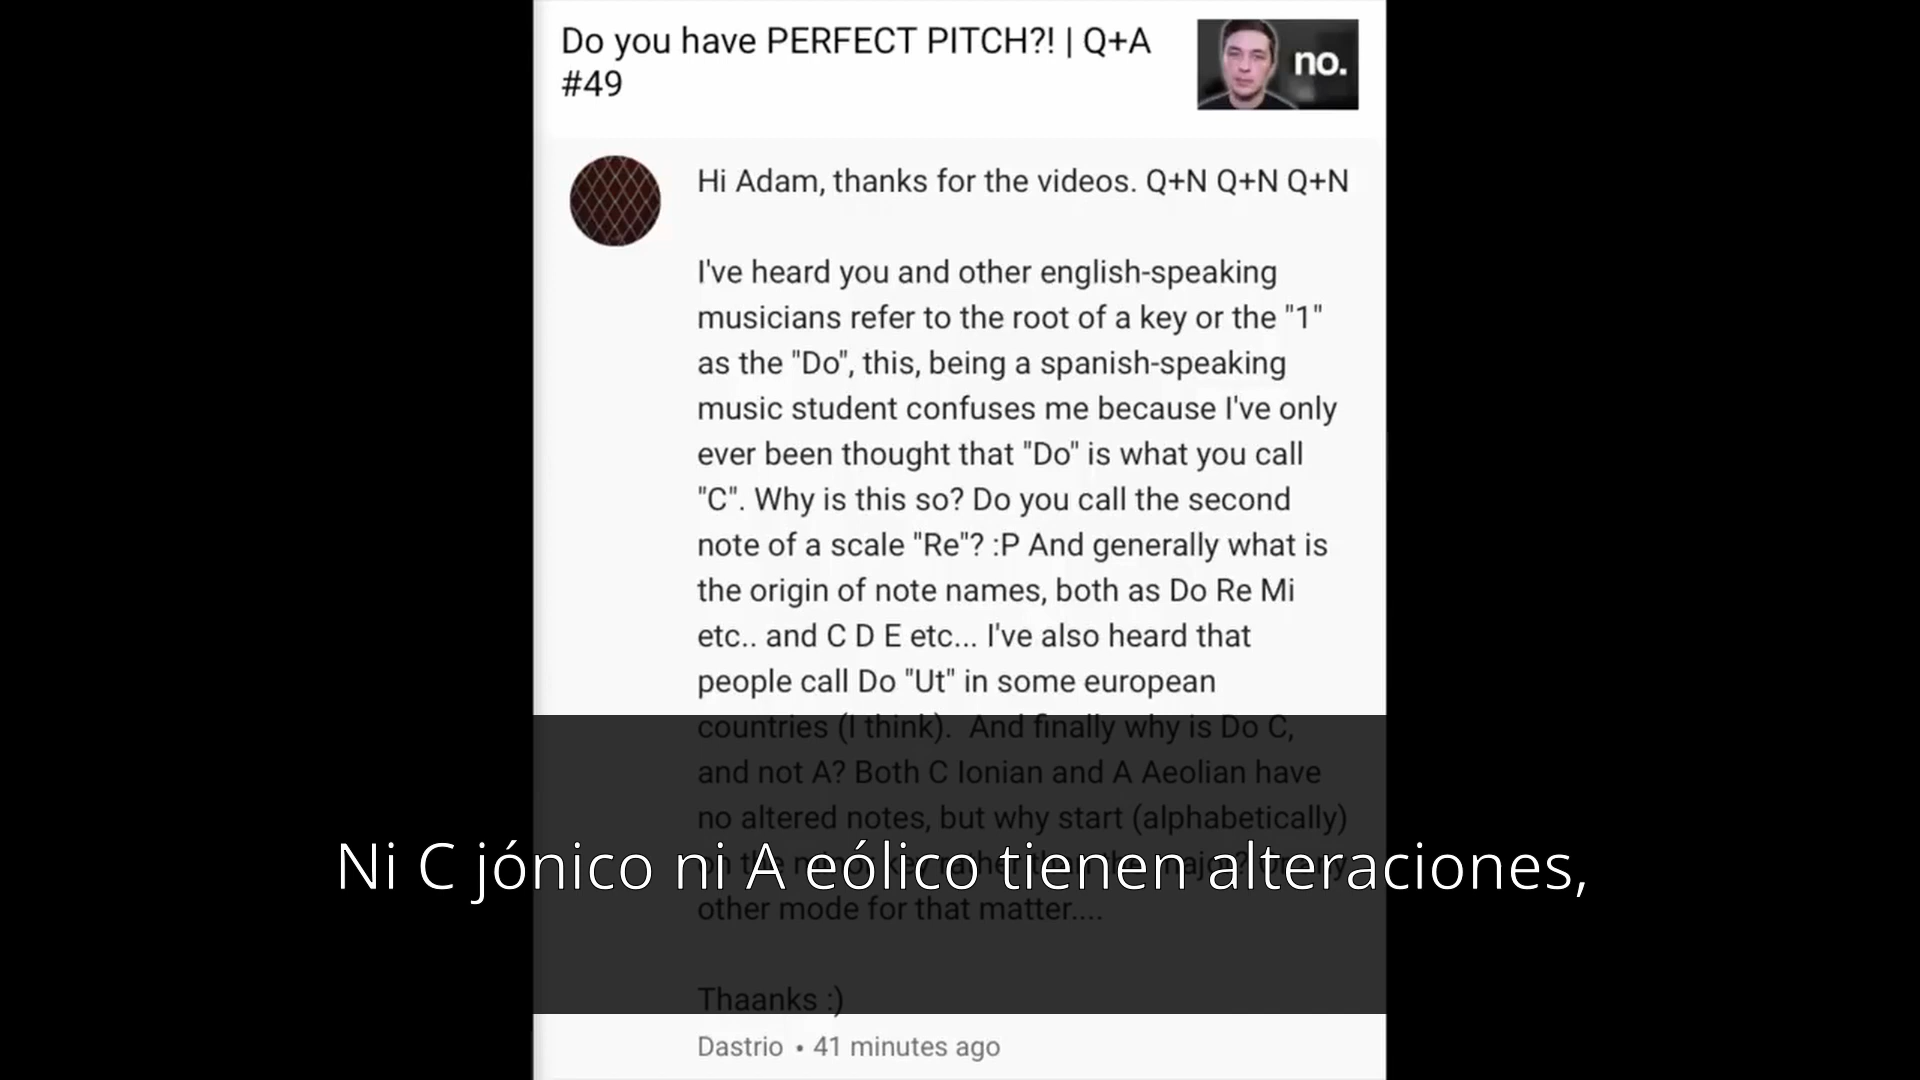 Do you have PERFECT PITCH?! | Q+A
#49
no.
Hi Adam, thanks for the videos. Q+N Q+N Q+N
I've heard you and other english-speaking
musicians refer to the root of a key or the "1"
as the "Do", this, being a spanish-speaking
music student confuses me because I've only
ever been thought that "Do" is what you call
"C". Why is this so? Do you call the second
note of a scale "Re"? :P And generally what is
the origin of note names, both as Do Re Mi
etc.. and C D E etc... I've also heard that
people call Do "Ut" in some european
countries (I think). And finally why is Do C,
and not A? Both C Ionian and A Aeolian have
no altered notes, but why start (alphabetically)
Ni C jónico ni A eólico tienen alteraciones,
other mode for that matter....
Thaanks :)
Dastrio • 41 minutes ago